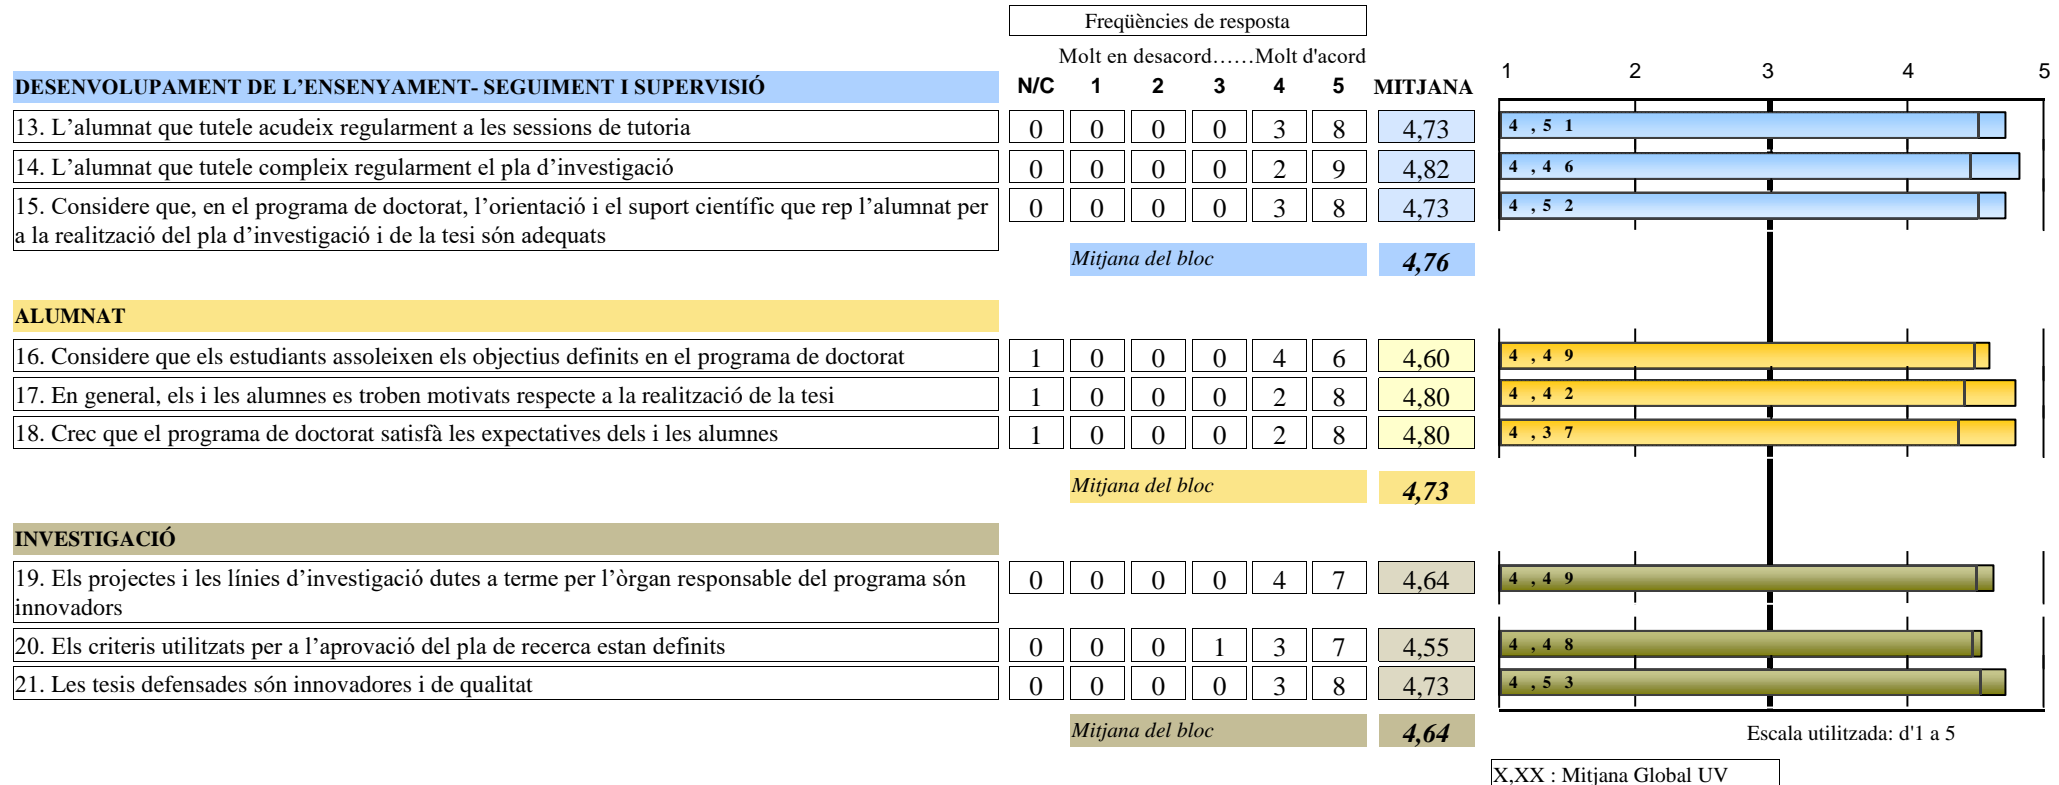 Freqüències de resposta
Molt en desacord……Molt d'acord
DESENVOLUPAMENT DE L’ENSENYAMENT- SEGUIMENT I SUPERVISIÓ N/C 1 2 3 4 5 MITJANA 1 2 3 4 5
13. L’alumnat que tutele acudeix regularment a les sessions de tutoria 0 0 0 0 3 8 4,73 4,51
14. L’alumnat que tutele compleix regularment el pla d’investigació 0 0 0 0 2 9 4,82 4,46
15. Considere que, en el programa de doctorat, l’orientació i el suport científic que rep l’alumnat per 0 0 0 0 3 8 4,73 4,52
a la realització del pla d’investigació i de la tesi són adequats
Mitjana del bloc 4,76
ALUMNAT
16. Considere que els estudiants assoleixen els objectius definits en el programa de doctorat 1 0 0 0 4 6 4,60 4,49
17. En general, els i les alumnes es troben motivats respecte a la realització de la tesi 1 0 0 0 2 8 4,80 4,42
18. Crec que el programa de doctorat satisfà les expectatives dels i les alumnes 1 0 0 0 2 8 4,80 4,37
Mitjana del bloc 4,73
INVESTIGACIÓ
19. Els projectes i les línies d’investigació dutes a terme per l’òrgan responsable del programa són 0 0 0 0 4 7 4,64 4,49
innovadors
20. Els criteris utilitzats per a l’aprovació del pla de recerca estan definits 0 0 0 1 3 7 4,55 4,48
21. Les tesis defensades són innovadores i de qualitat 0 0 0 0 3 8 4,73 4,53
Mitjana del bloc 4,64
Escala utilitzada: d'1 a 5
X,XX : Mitjana Global UV